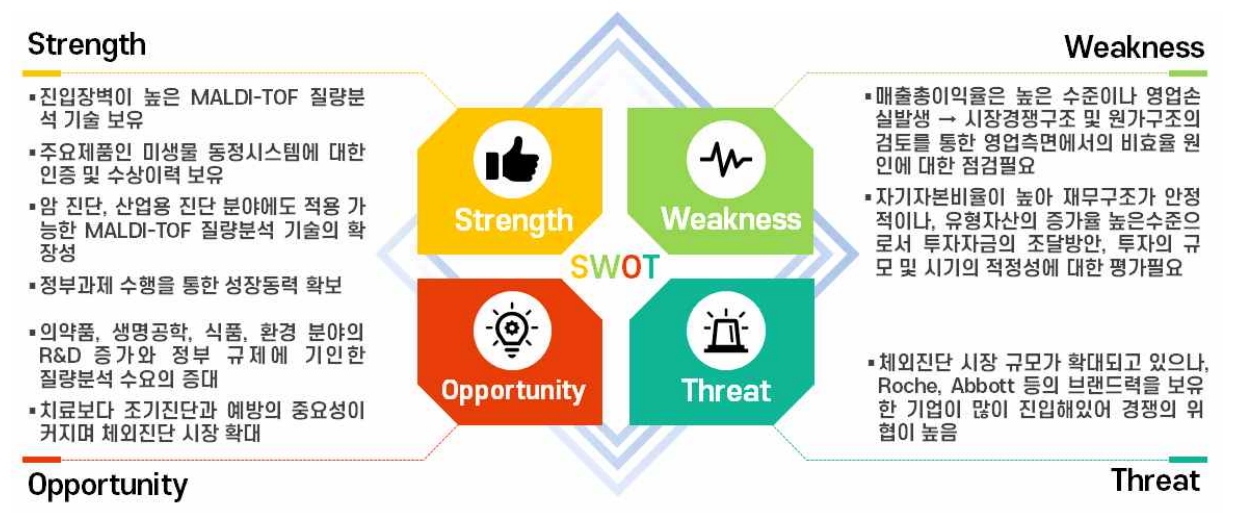 Strength
▪진입장벽이 높은 MALDI-TOF 질량분
석 기술 보유
▪주요제품인 미생물 동정시스템에 대한
인증 및 수상이력 보유
▪암 진단, 산업용 진단 분야에도 적용 가
능한 MALDI-TOF 질량분석 기술의 확
장성
▪정부과제 수행을 통한 성장동력 확보
Weakness
▪매출총이익율은 높은 수준이나 영업손
실발생 → 시장경쟁구조 및 원가구조의
검토를 통한 영업측면에서의 비효율 원
인에 대한 점검필요
▪자기자본비율이 높아 재무구조가 안정
적이나, 유형자산의 증가율 높은수준으
로서 투자자금의 조달방안, 투자의 규
모 및 시기의 적정성에 대한 평가필요
Strength
Weakness
SWOT
Opportunity
Threat
▪의약품, 생명공학, 식품, 환경 분야의
R&D 증가와 정부 규제에 기인한
질량분석 수요의 증대
▪치료보다 조기진단과 예방의 중요성이
커지며 체외진단 시장 확대
Opportunity
▪체외진단 시장 규모가 확대되고 있으나,
Roche, Abbott 등의 브랜드력을 보유
한 기업이 많이 진입해있어 경쟁의 위
협이 높음
Threat